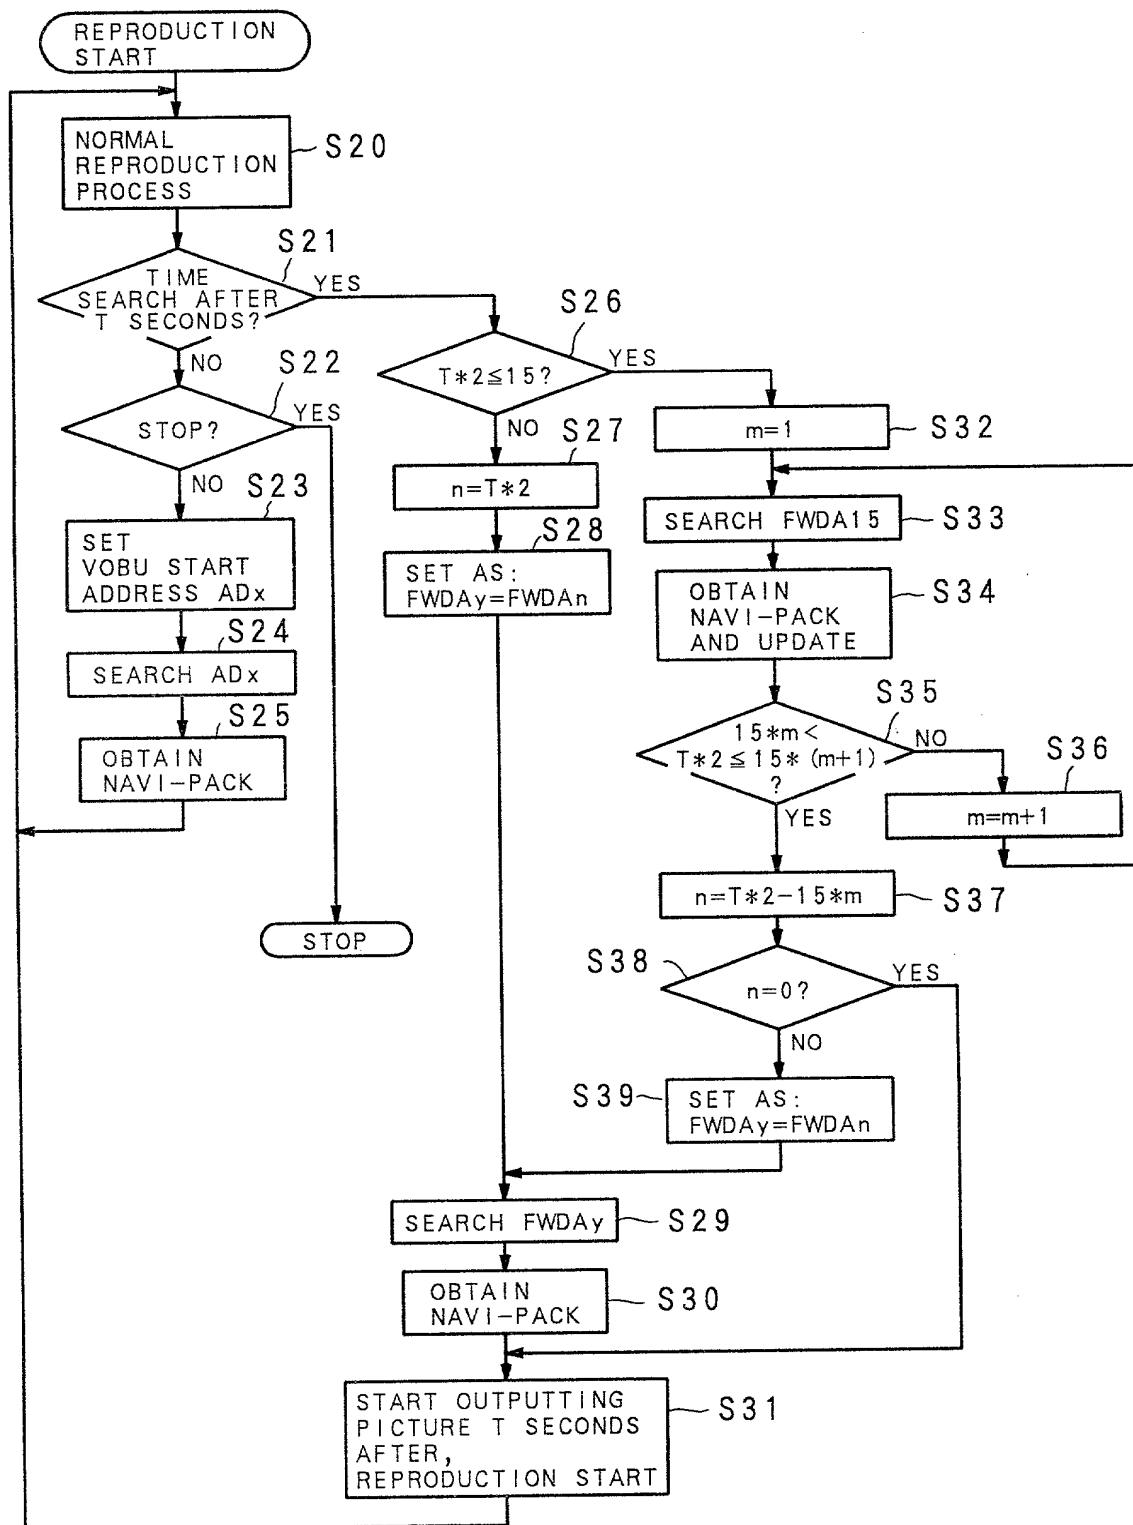 REPRODUCTION
START
NORMAL
REPRODUCTION
PROCESS
S20
TIME
SEARCH AFTER
T SECONDS?
S21
YES
NO
STOP?
S22
YES
NO
SET
VOBU START
ADDRESS ADx
S23
SEARCH ADx
S24
OBTAIN
NAVI-PACK
S25
STOP
T*2≦15?
S26
YES
NO
n=T*2
S27
SET AS:
FWDAy=FWDAn
S28
m=1
S32
SEARCH FWDA15
S33
OBTAIN
NAVI-PACK
AND UPDATE
S34
15*m<
T*2≦15*(m+1)
?
S35
NO
YES
m=m+1
S36
n=T*2-15*m
S37
n=0?
S38
YES
NO
SET AS:
FWDAy=FWDAn
S39
SEARCH FWDAy
S29
OBTAIN
NAVI-PACK
S30
START OUTPUTTING
PICTURE T SECONDS
AFTER,
REPRODUCTION START
S31